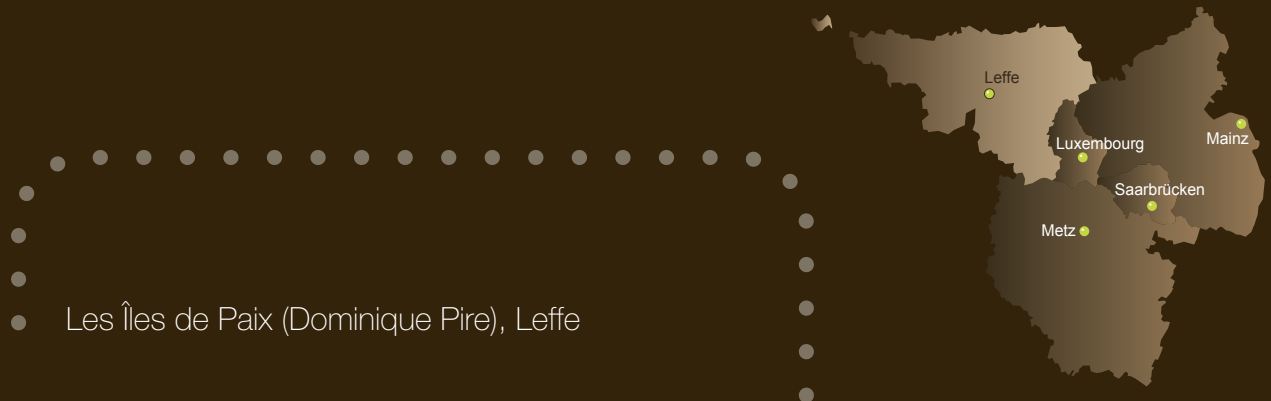 Leffe
Luxembourg
Mainz
Saarbrücken
Metz
Les Îles de Paix (Dominique Pire), Leffe